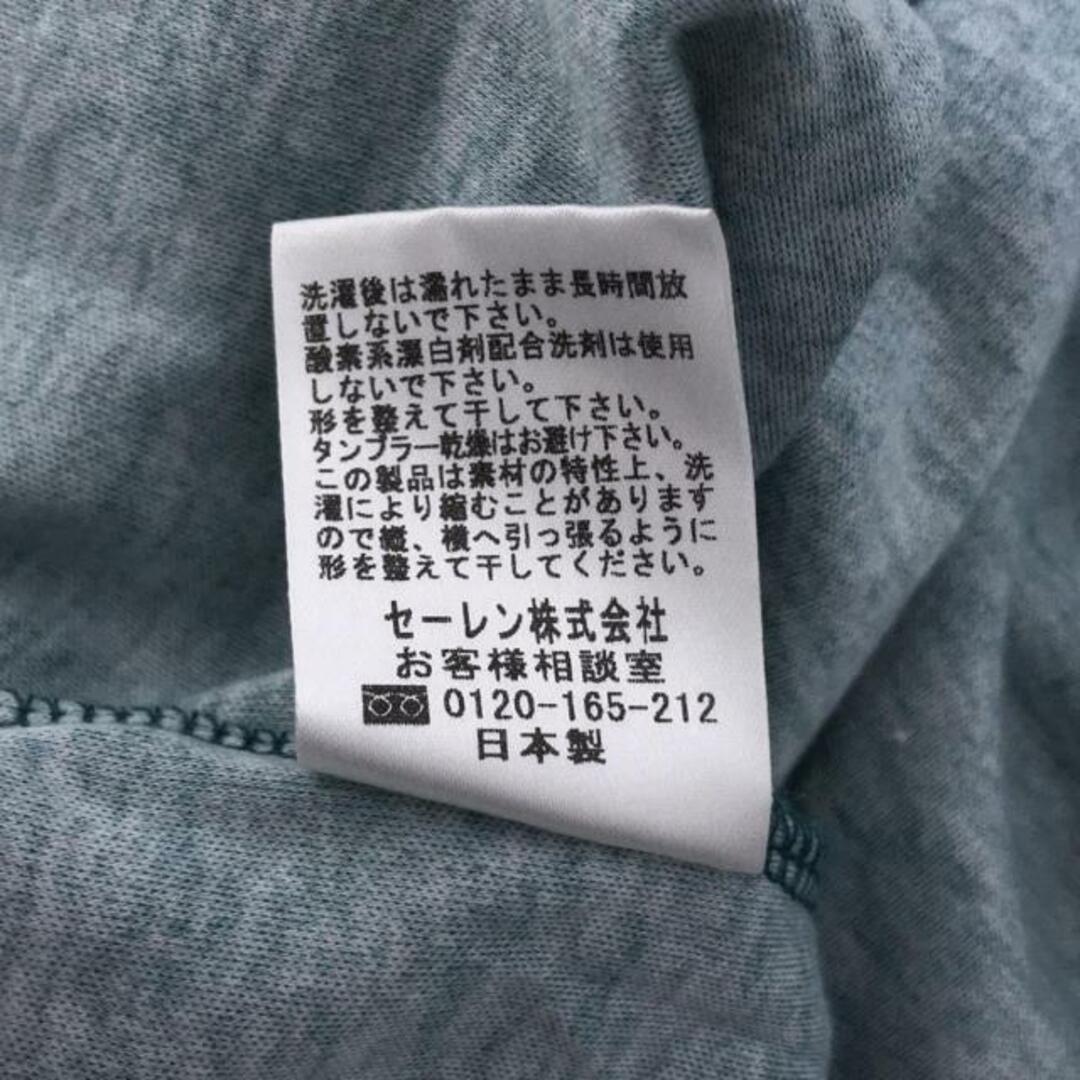 洗濯後は濡れたまま長時間放
置しないで下さい。
酸素系漂白剤配合洗剤は使用
しないで下さい。
形を整えて干して下さい。
タンブラー乾燥はお避け下さい。
この製品は素材の特性上、洗
濯により縮むことがあります
ので縦、横へ引っ張るように
形を整えて干してください。
セーレン株式会社
お客様相談室
0120-165-212
日本製